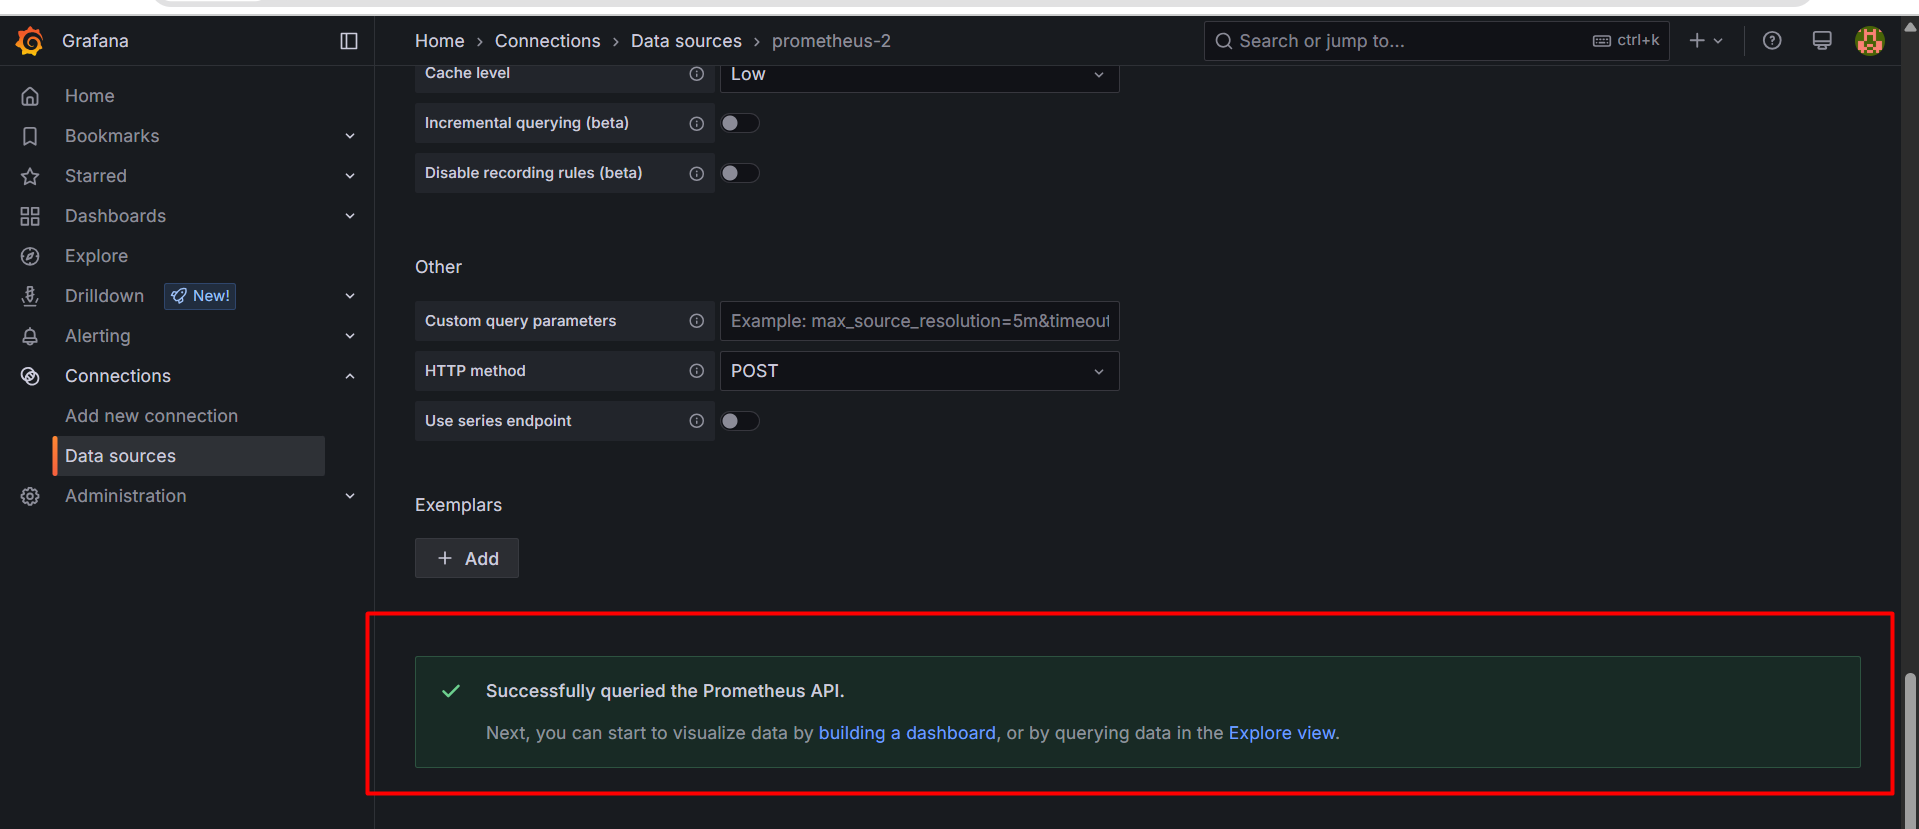 Grafana
Home › Connections › Data sources › prometheus-2
Search or jump to...
ctrl+k
Home
Bookmarks
Starred
Dashboards
Explore
Drilldown
New!
Alerting
Connections
Add new connection
Data sources
Administration
Cache level
Low
Incremental querying (beta)
Disable recording rules (beta)
Other
Custom query parameters
Example: max_source_resolution=5m&timeout
HTTP method
POST
Use series endpoint
Exemplars
+ Add
Successfully queried the Prometheus API.
Next, you can start to visualize data by building a dashboard, or by querying data in the Explore view.